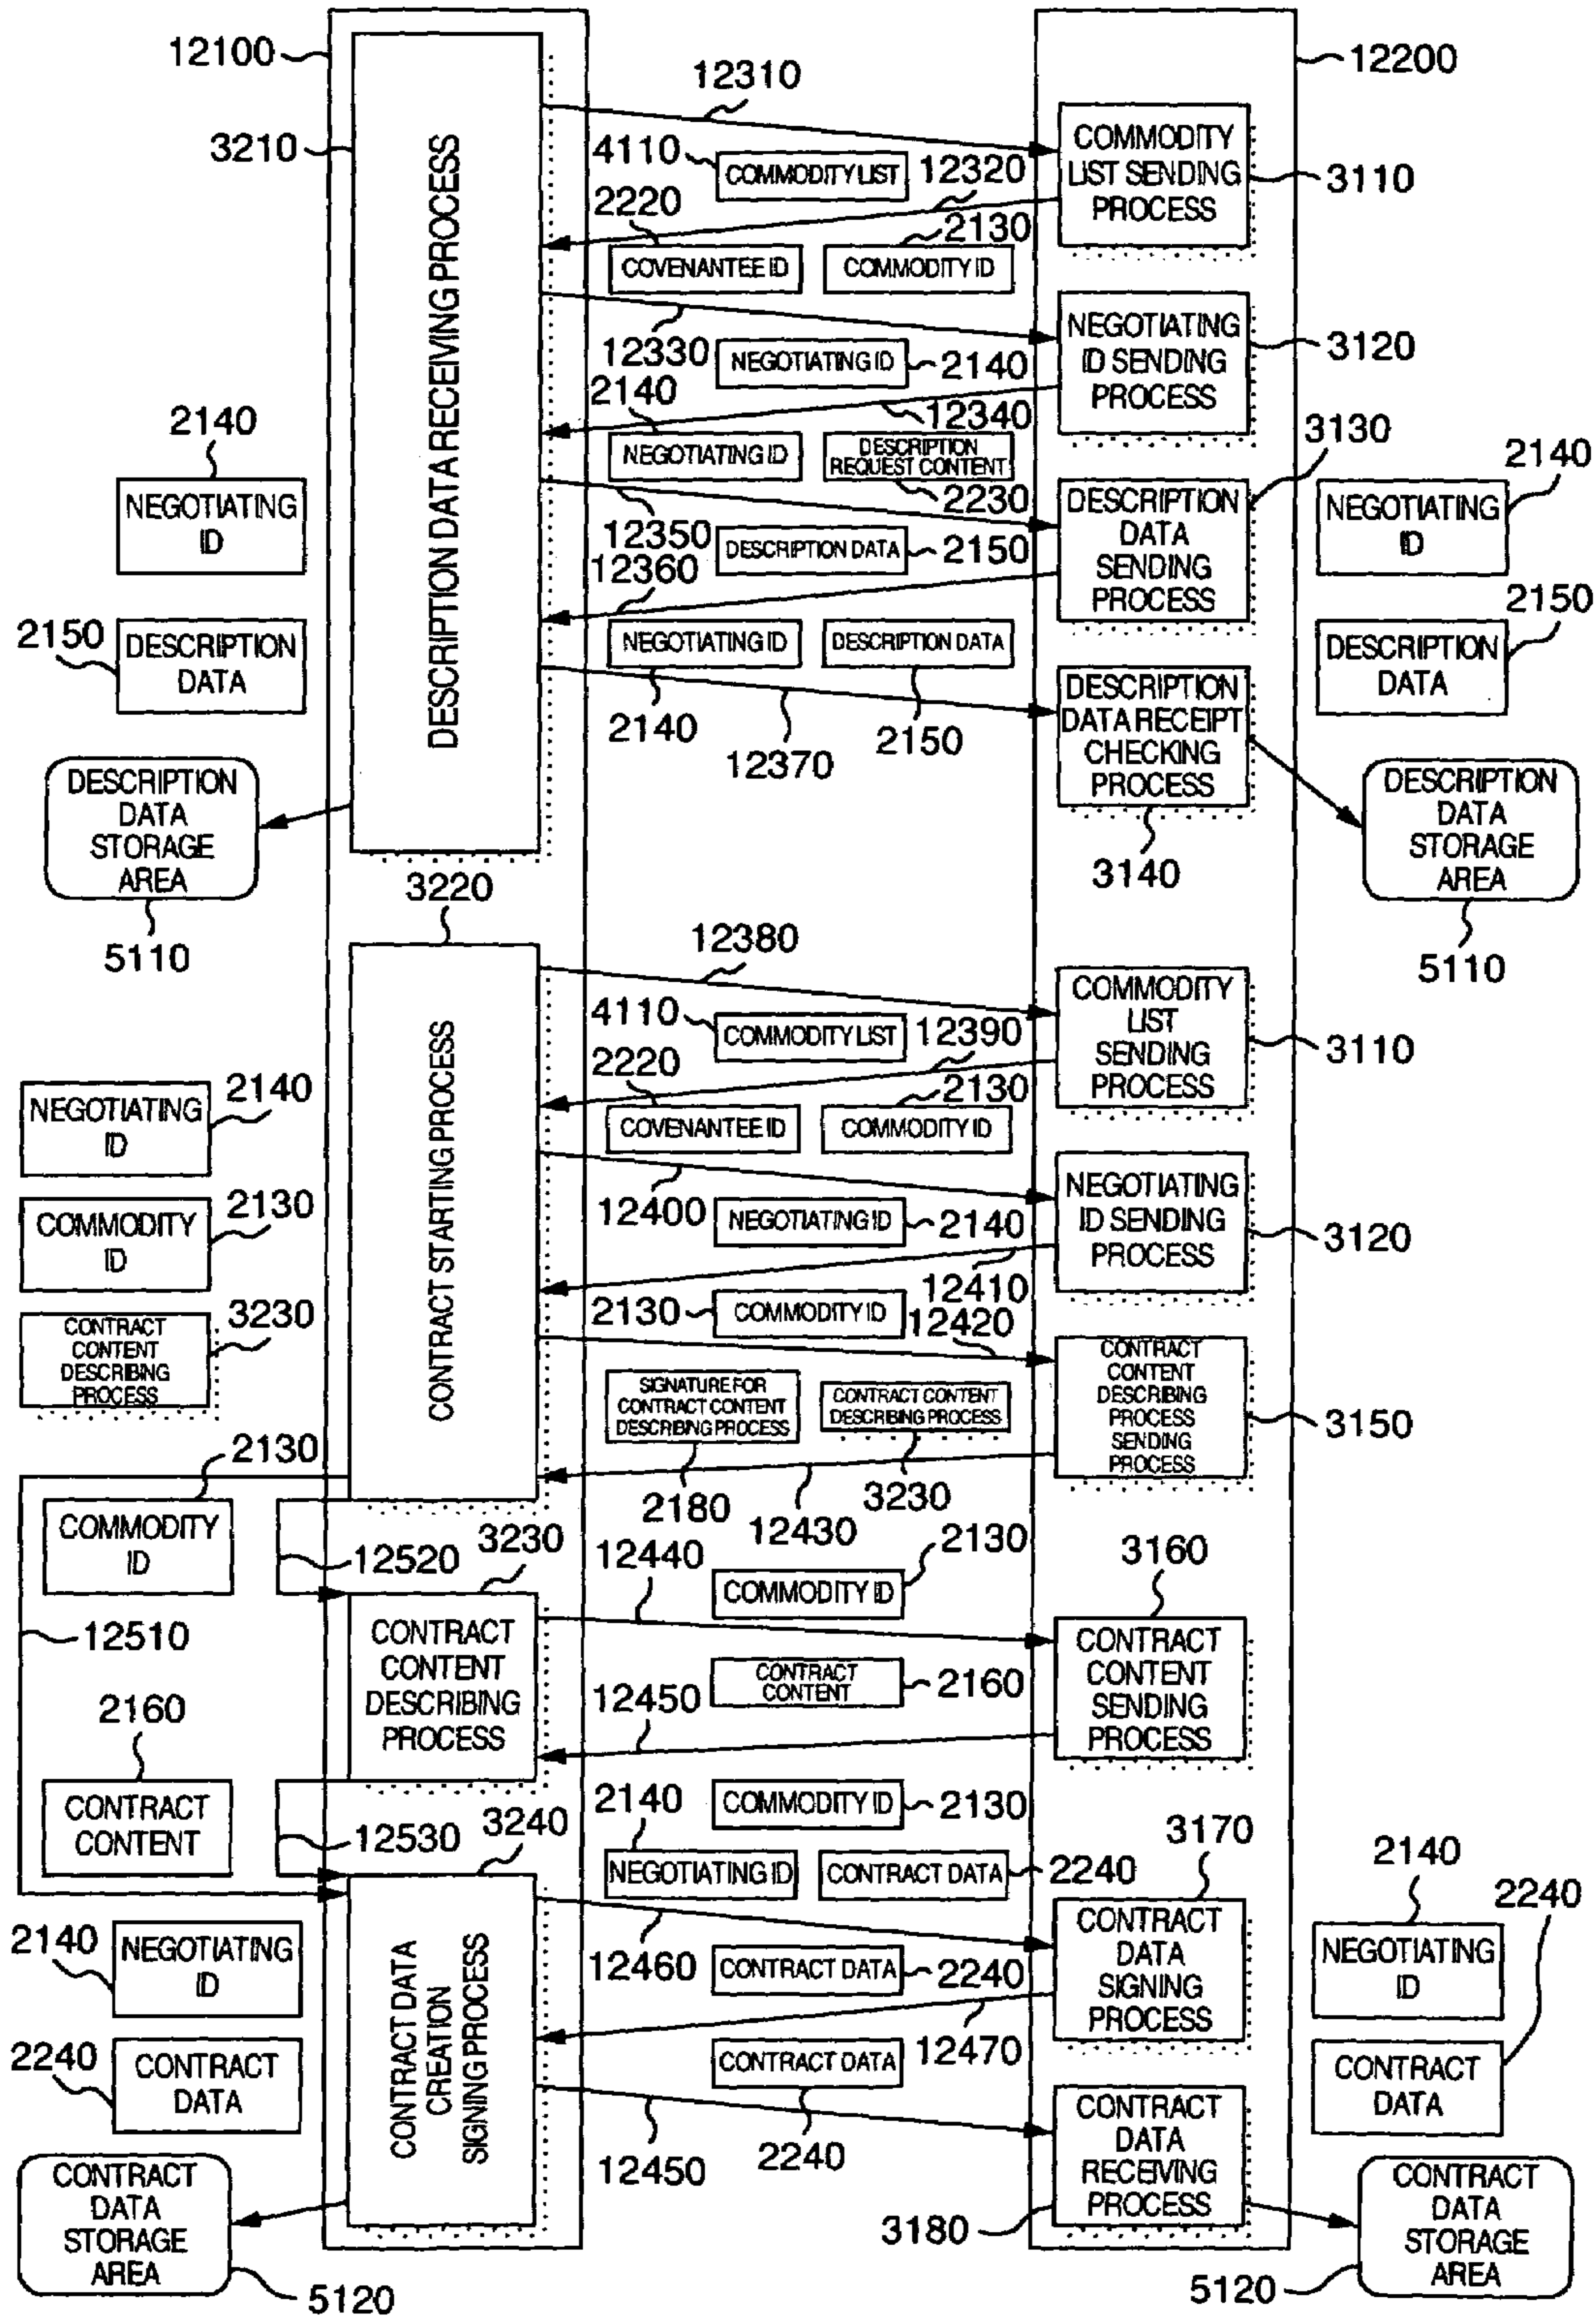 12100
12200
12310
3210
COMMODITY
LIST SENDING
PROCESS
3110
4110
COMMODITY LIST
12320
2220
2130
COVENANTEE ID
COMMODITY ID
DESCRIPTION DATA RECEIVING PROCESS
12330
NEGOTIATING ID
2140
NEGOTIATING
ID SENDING
PROCESS
3120
2140
12340
NEGOTIATING ID
DESCRIPTION
REQUEST CONTENT
2230
3130
2140
NEGOTIATING
ID
2140
NEGOTIATING
ID
12350
DESCRIPTION DATA
2150
DESCRIPTION
DATA
SENDING
PROCESS
12360
2150
DESCRIPTION
DATA
2150
DESCRIPTION
DATA
NEGOTIATING ID
DESCRIPTION DATA
2140
12370
2150
DESCRIPTION
DATA RECEIPT
CHECKING
PROCESS
3140
DESCRIPTION
DATA
STORAGE
AREA
5110
DESCRIPTION
DATA
STORAGE
AREA
5110
3220
12380
4110
COMMODITY LIST
12390
COMMODITY
LIST
SENDING
PROCESS
3110
2220
2130
COVENANTEE ID
COMMODITY ID
CONTRACT STARTING PROCESS
NEGOTIATING
ID
2140
COMMODITY
ID
2130
CONTRACT
CONTENT
DESCRIBING
PROCESS
3230
12400
NEGOTIATING ID
2140
NEGOTIATING
ID SENDING
PROCESS
3120
12410
2130
COMMODITY ID
12420
SIGNATURE FOR
CONTRACT CONTENT
DESCRIBING PROCESS
CONTRACT CONTENT
DESCRIBING PROCESS
CONTRACT
CONTENT
DESCRIBING
PROCESS
SENDING
PROCESS
3150
2180
12430
3230
2130
COMMODITY
ID
12520
12510
3230
12440
2130
COMMODITY ID
3160
CONTRACT
CONTENT
DESCRIBING
PROCESS
CONTRACT
CONTENT
2160
12450
CONTRACT
CONTENT
SENDING
PROCESS
2160
CONTRACT
CONTENT
12530
3240
2140
COMMODITY ID
2130
NEGOTIATING ID
CONTRACT DATA
2240
3170
2140
NEGOTIATING
ID
2240
CONTRACT
DATA
CONTRACT DATA
CREATION
SIGNING PROCESS
12460
CONTRACT DATA
2240
CONTRACT
DATA
SIGNING
PROCESS
12470
2140
NEGOTIATING
ID
2240
CONTRACT
DATA
CONTRACT DATA
2240
12450
CONTRACT
DATA
RECEIVING
PROCESS
3180
CONTRACT
DATA
STORAGE
AREA
5120
CONTRACT
DATA
STORAGE
AREA
5120